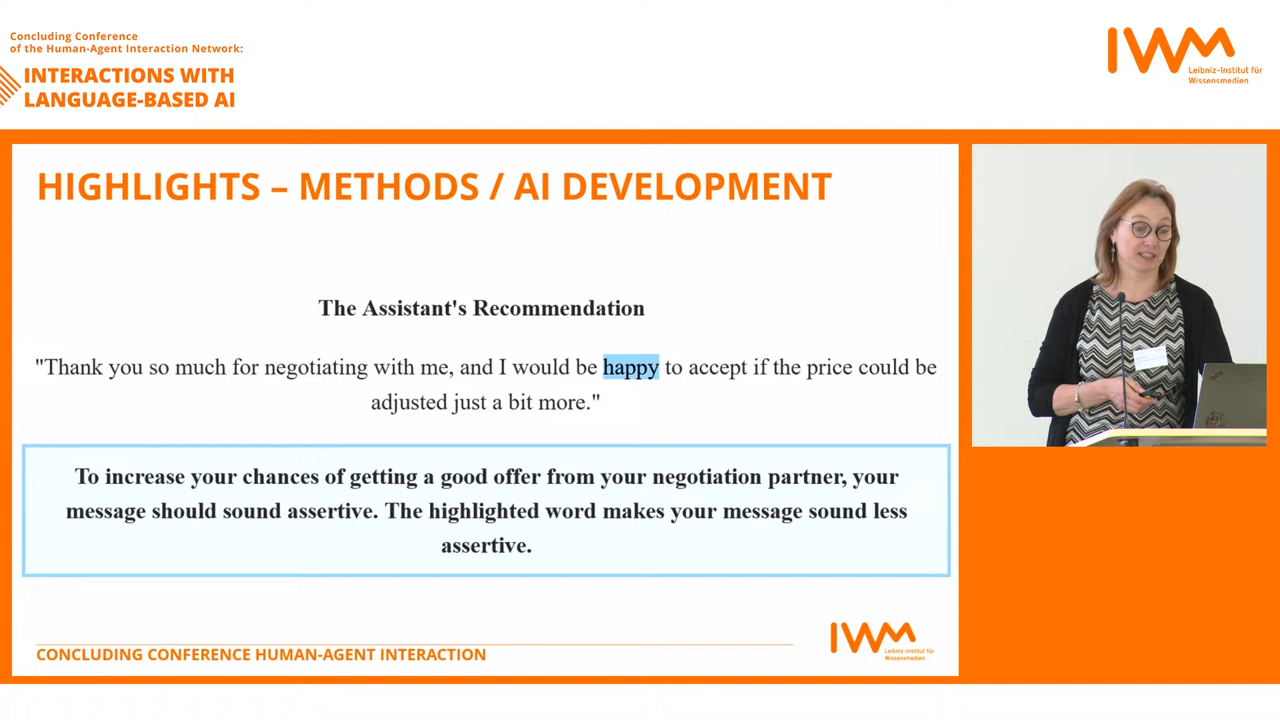 Concluding Conference
of the Human-Agent Interaction Network:
INTERACTIONS WITH
LANGUAGE-BASED AI
IWM
Leibniz-Institut für
Wissensmedien
HIGHLIGHTS – METHODS / AI DEVELOPMENT
The Assistant's Recommendation
"Thank you so much for negotiating with me, and I would be happy to accept if the price could be
adjusted just a bit more."
To increase your chances of getting a good offer from your negotiation partner, your
message should sound assertive. The highlighted word makes your message sound less
assertive.
IWM
Leibniz-Institut für
Wissensmedien
CONCLUDING CONFERENCE HUMAN-AGENT INTERACTION